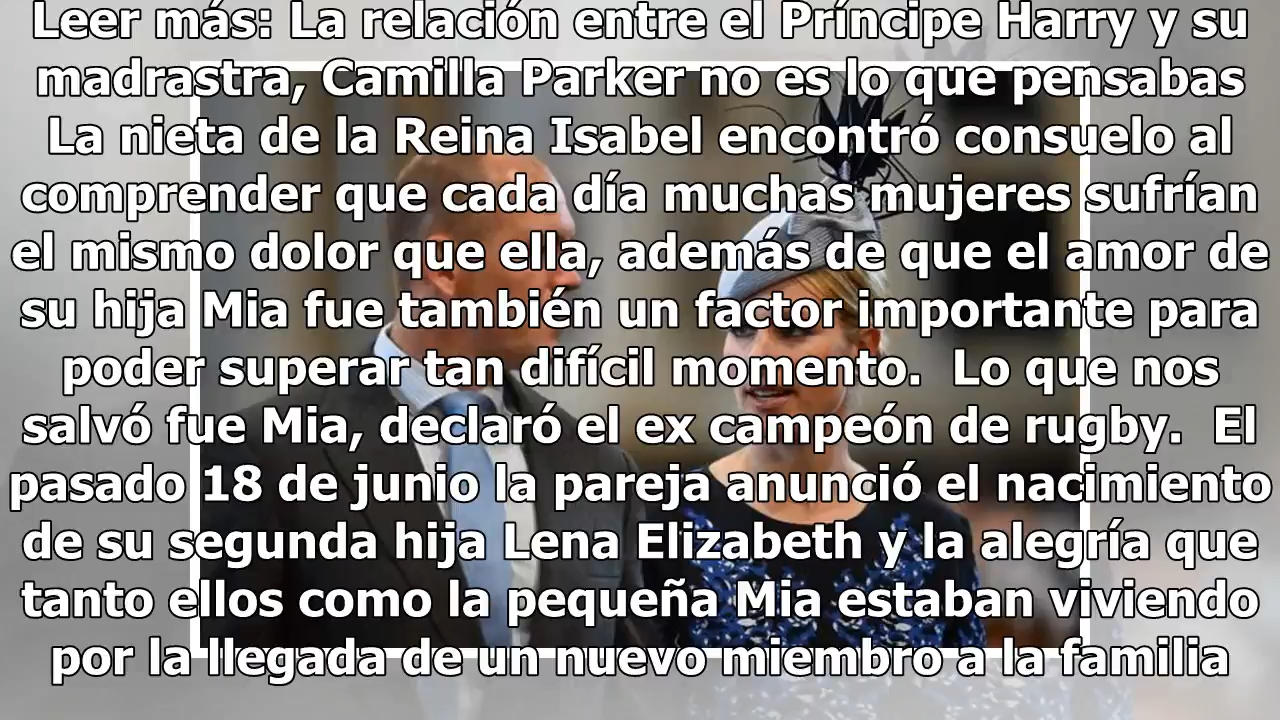 Leer más: La relación entre el Príncipe Harry y su
madrastra, Camilla Parker no es lo que pensabas
La nieta de la Reina Isabel encontró consuelo al
comprender que cada día muchas mujeres sufrían
el mismo dolor que ella, además de que el amor de
su hija Mia fue también un factor importante para
poder superar tan difícil momento.  Lo que nos
salvó fue Mia, declaró el ex campeón de rugby.  El
pasado 18 de junio la pareja anunció el nacimiento
de su segunda hija Lena Elizabeth y la alegría que
tanto ellos como la pequeña Mia estaban viviendo
por la llegada de un nuevo miembro a la familia